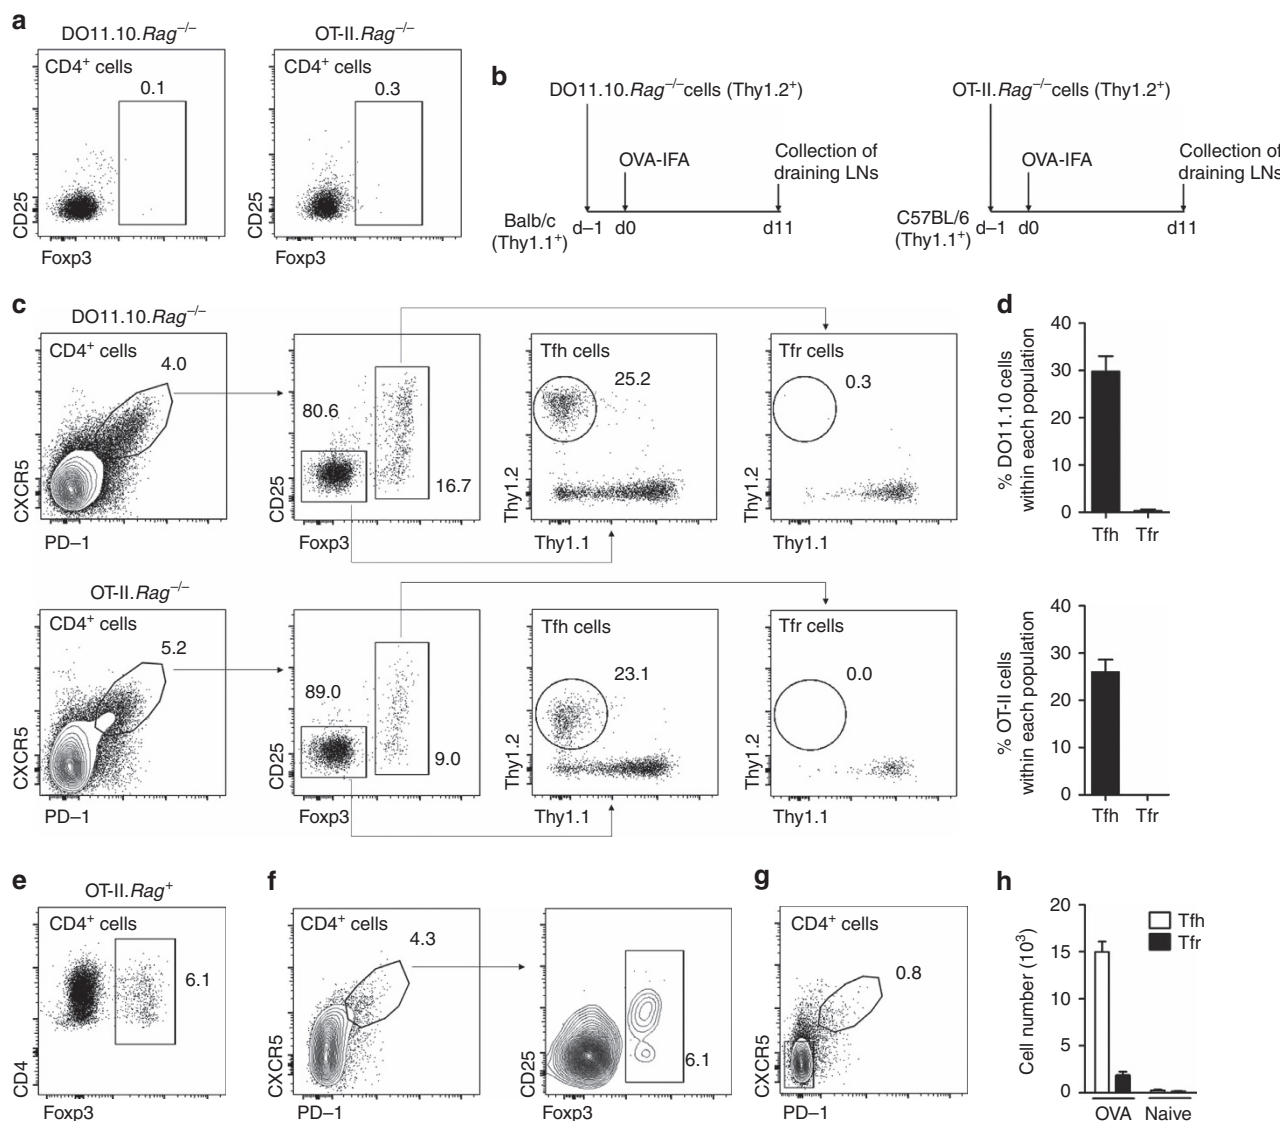 a
DO11.10.Rag−/−
OT-II.Rag−/−
CD4+ cells
0.1
CD25
Foxp3
CD4+ cells
0.3
CD25
Foxp3
b
DO11.10.Rag−/−cells (Thy1.2+)
OVA-IFA
Collection of
draining LNs
Balb/c
(Thy1.1+)
d−1
d0
d11
OT-II.Rag−/−cells (Thy1.2+)
OVA-IFA
Collection of
draining LNs
C57BL/6
(Thy1.1+)
d−1
d0
d11
c
DO11.10.Rag−/−
CD4+ cells
4.0
CXCR5
PD−1
80.6
16.7
CD25
Foxp3
Tfh cells
25.2
Thy1.2
Thy1.1
Tfr cells
0.3
Thy1.2
Thy1.1
OT-II.Rag−/−
CD4+ cells
5.2
CXCR5
PD−1
89.0
9.0
CD25
Foxp3
Tfh cells
23.1
Thy1.2
Thy1.1
Tfr cells
0.0
Thy1.2
Thy1.1
d
% DO11.10 cells
within each population
40
30
20
10
0
Tfh
Tfr
% OT-II cells
within each population
40
30
20
10
0
Tfh
Tfr
e
OT-II.Rag+
CD4+ cells
6.1
CD4
Foxp3
f
CD4+ cells
4.3
CXCR5
PD−1
6.1
CD25
Foxp3
g
CD4+ cells
0.8
CXCR5
PD−1
h
Cell number (10³)
20
15
10
5
0
Tfh
Tfr
OVA
Naive